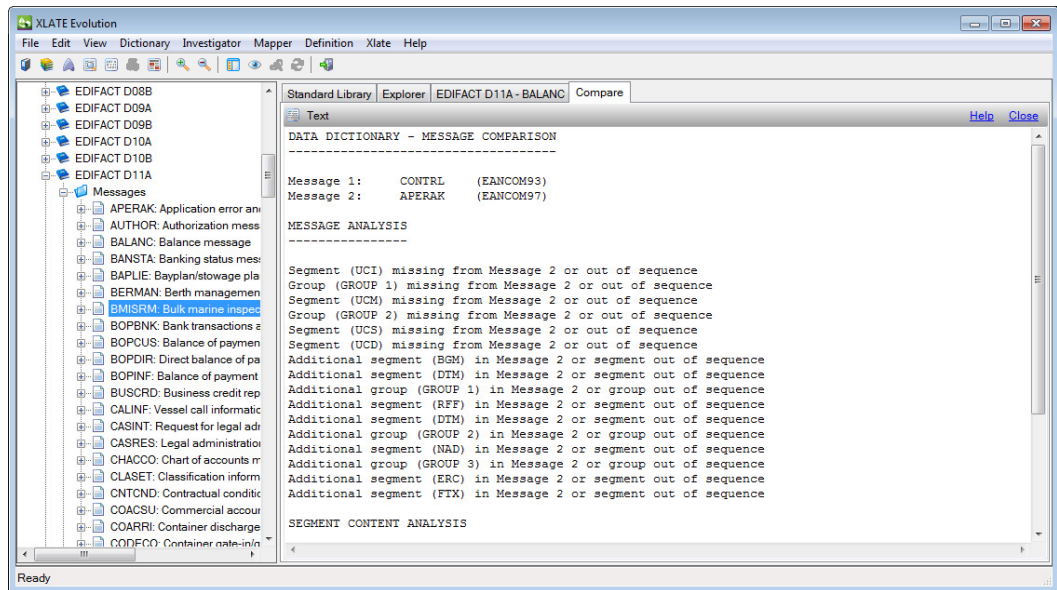 XLATE Evolution
File Edit View Dictionary Investigator Mapper Definition Xlate Help
EDIFACT D08B
EDIFACT D09A
EDIFACT D09B
EDIFACT D10A
EDIFACT D10B
EDIFACT D11A
Messages
APERAK: Application error an
AUTHOR: Authorization mess
BALANC: Balance message
BANSTA: Banking status mes
BAPLIE: Bayplan/stowage pla
BERMAN: Berth managemen
BMISRM: Bulk marine inspec
BOPBNK: Bank transactions a
BOPCUS: Balance of paymen
BOPDIR: Direct balance of pa
BOPINF: Balance of payment
BUSCRD: Business credit rep
CALINF: Vessel call informatic
CASINT: Request for legal adr
CASRES: Legal administratio
CHACCO: Chart of accounts m
CLASET: Classification inform
CNTCND: Contractual conditic
COACSU: Commercial accour
COARRI: Container discharge
CODECO: Container gate-in/g
Standard Library Explorer EDIFACT D11A - BALANC Compare
Text Help Close
DATA DICTIONARY - MESSAGE COMPARISON
------------------------------------
Message 1: CONTRL (EANCOM93)
Message 2: APERAK (EANCOM97)
MESSAGE ANALYSIS
----------------
Segment (UCI) missing from Message 2 or out of sequence
Group (GROUP 1) missing from Message 2 or out of sequence
Segment (UCM) missing from Message 2 or out of sequence
Group (GROUP 2) missing from Message 2 or out of sequence
Segment (UCS) missing from Message 2 or out of sequence
Segment (UCD) missing from Message 2 or out of sequence
Additional segment (BGM) in Message 2 or segment out of sequence
Additional segment (DTM) in Message 2 or segment out of sequence
Additional group (GROUP 1) in Message 2 or group out of sequence
Additional segment (RFF) in Message 2 or segment out of sequence
Additional segment (DTM) in Message 2 or segment out of sequence
Additional group (GROUP 2) in Message 2 or group out of sequence
Additional segment (NAD) in Message 2 or segment out of sequence
Additional group (GROUP 3) in Message 2 or group out of sequence
Additional segment (ERC) in Message 2 or segment out of sequence
Additional segment (FTX) in Message 2 or segment out of sequence
SEGMENT CONTENT ANALYSIS
Ready